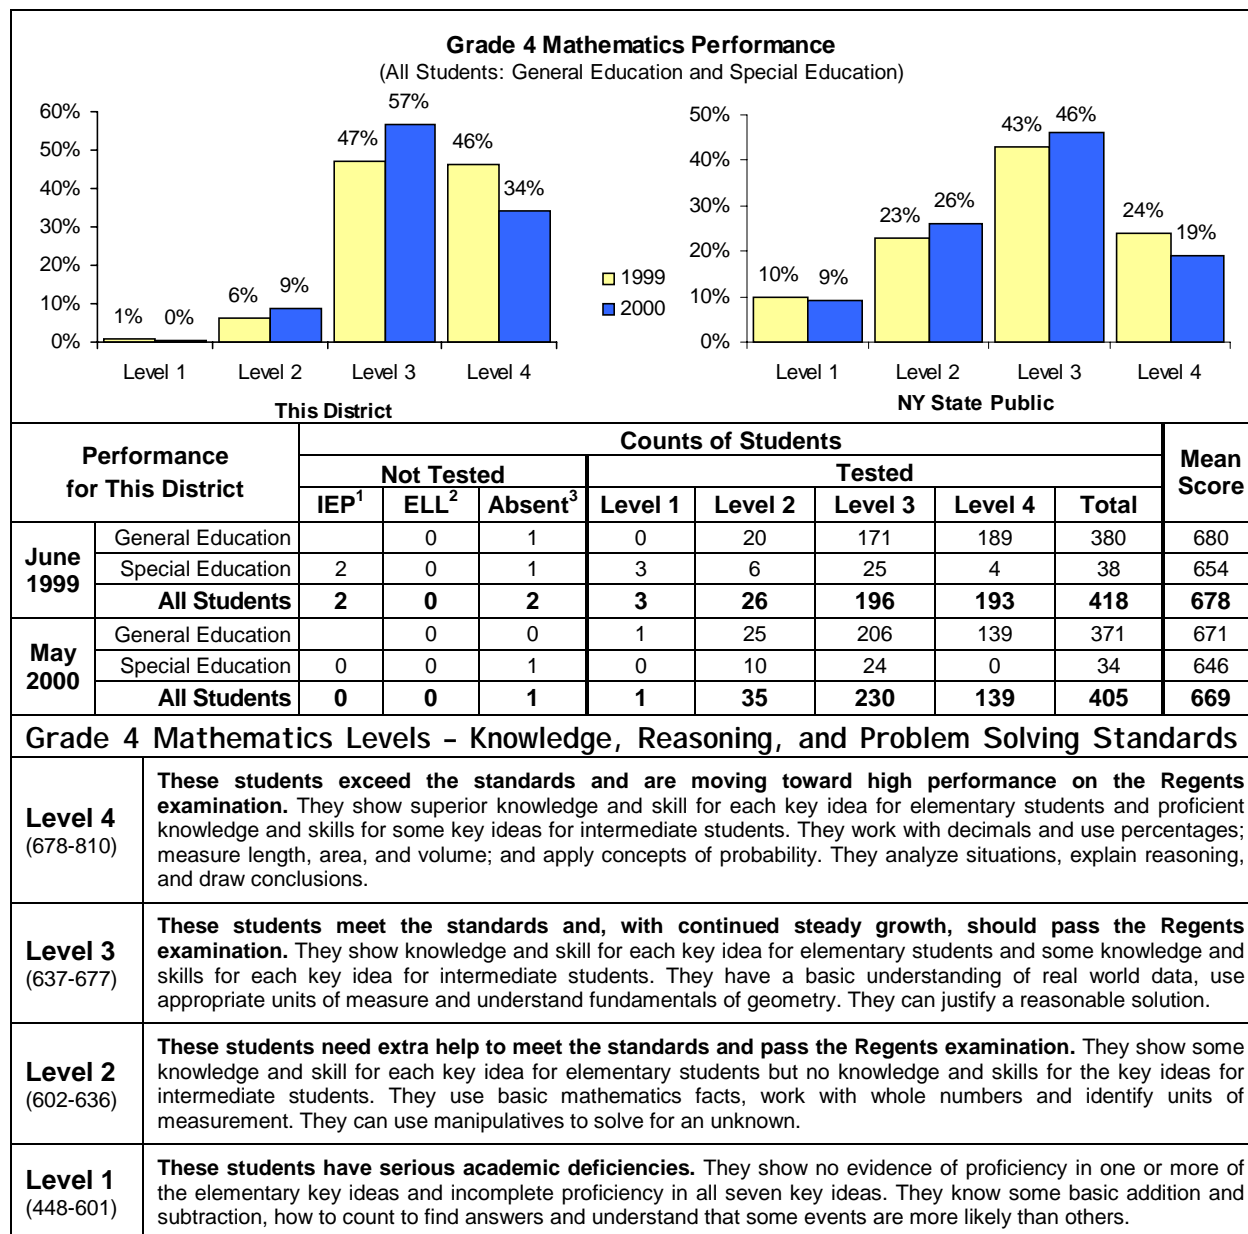 Grade 4 Mathematics Performance
(All Students: General Education and Special Education)
60%
50%
40%
30%
20%
10%
0%
1% 0%
6% 9%
47% 57%
46% 34%
Level 1 Level 2 Level 3 Level 4
This District
1999
2000
50%
40%
30%
20%
10%
0%
10% 9%
23% 26%
43% 46%
24% 19%
Level 1 Level 2 Level 3 Level 4
NY State Public
Performance
for This District
Counts of Students
Mean
Score
Not Tested Tested
IEP1 ELL2 Absent3 Level 1 Level 2 Level 3 Level 4 Total
June
1999
General Education 0 1 0 20 171 189 380 680
Special Education 2 0 1 3 6 25 4 38 654
All Students 2 0 2 3 26 196 193 418 678
May
2000
General Education 0 0 1 25 206 139 371 671
Special Education 0 0 1 0 10 24 0 34 646
All Students 0 0 1 1 35 230 139 405 669
Grade 4 Mathematics Levels – Knowledge, Reasoning, and Problem Solving Standards
Level 4
(678-810)
These students exceed the standards and are moving toward high performance on the Regents
examination. They show superior knowledge and skill for each key idea for elementary students and proficient
knowledge and skills for some key ideas for intermediate students. They work with decimals and use percentages;
measure length, area, and volume; and apply concepts of probability. They analyze situations, explain reasoning,
and draw conclusions.
Level 3
(637-677)
These students meet the standards and, with continued steady growth, should pass the Regents
examination. They show knowledge and skill for each key idea for elementary students and some knowledge and
skills for each key idea for intermediate students. They have a basic understanding of real world data, use
appropriate units of measure and understand fundamentals of geometry. They can justify a reasonable solution.
Level 2
(602-636)
These students need extra help to meet the standards and pass the Regents examination. They show some
knowledge and skill for each key idea for elementary students but no knowledge and skills for the key ideas for
intermediate students. They use basic mathematics facts, work with whole numbers and identify units of
measurement. They can use manipulatives to solve for an unknown.
Level 1
(448-601)
These students have serious academic deficiencies. They show no evidence of proficiency in one or more of
the elementary key ideas and incomplete proficiency in all seven key ideas. They know some basic addition and
subtraction, how to count to find answers and understand that some events are more likely than others.